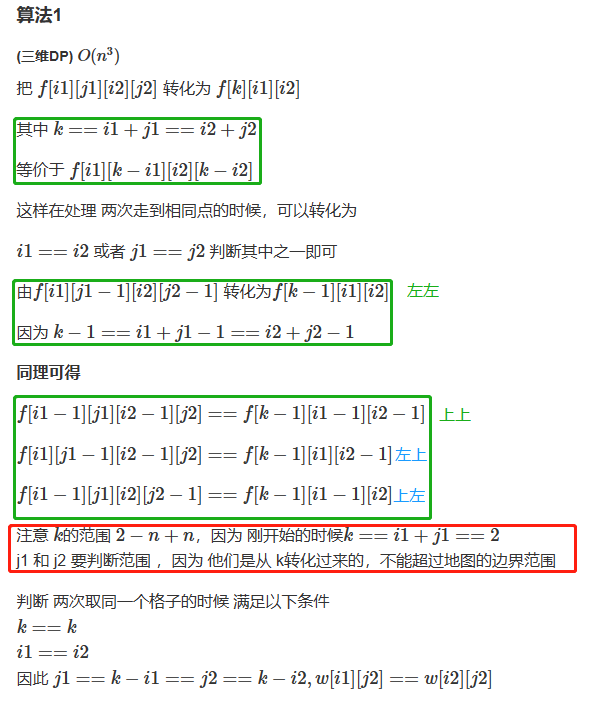 算法1
(三维DP) O(n³)
把 f[i1][j1][i2][j2] 转化为 f[k][i1][i2]
其中 k == i1 + j1 == i2 + j2
等价于 f[i1][k − i1][i2][k − i2]
这样在处理 两次走到相同点的时候，可以转化为
i1 == i2 或者 j1 == j2 判断其中之一即可
由f[i1][j1 − 1][i2][j2 − 1] 转化为f[k − 1][i1][i2] 左左
因为 k − 1 == i1 + j1 − 1 == i2 + j2 − 1
同理可得
f[i1 − 1][j1][i2 − 1][j2] == f[k − 1][i1 − 1][i2 − 1] 上上
f[i1][j1 − 1][i2 − 1][j2] == f[k − 1][i1][i2 − 1] 左上
f[i1 − 1][j1][i2][j2 − 1] == f[k − 1][i1 − 1][i2] 上左
注意 k的范围 2 − n + n，因为 刚开始的时候k == i1 + j1 == 2
j1 和 j2 要判断范围 ，因为 他们是从 k转化过来的，不能超过地图的边界范围
判断 两次取同一个格子的时候 满足以下条件
k == k
i1 == i2
因此 j1 == k − i1 == j2 == k − i2, w[i1][j2] == w[i2][j2]